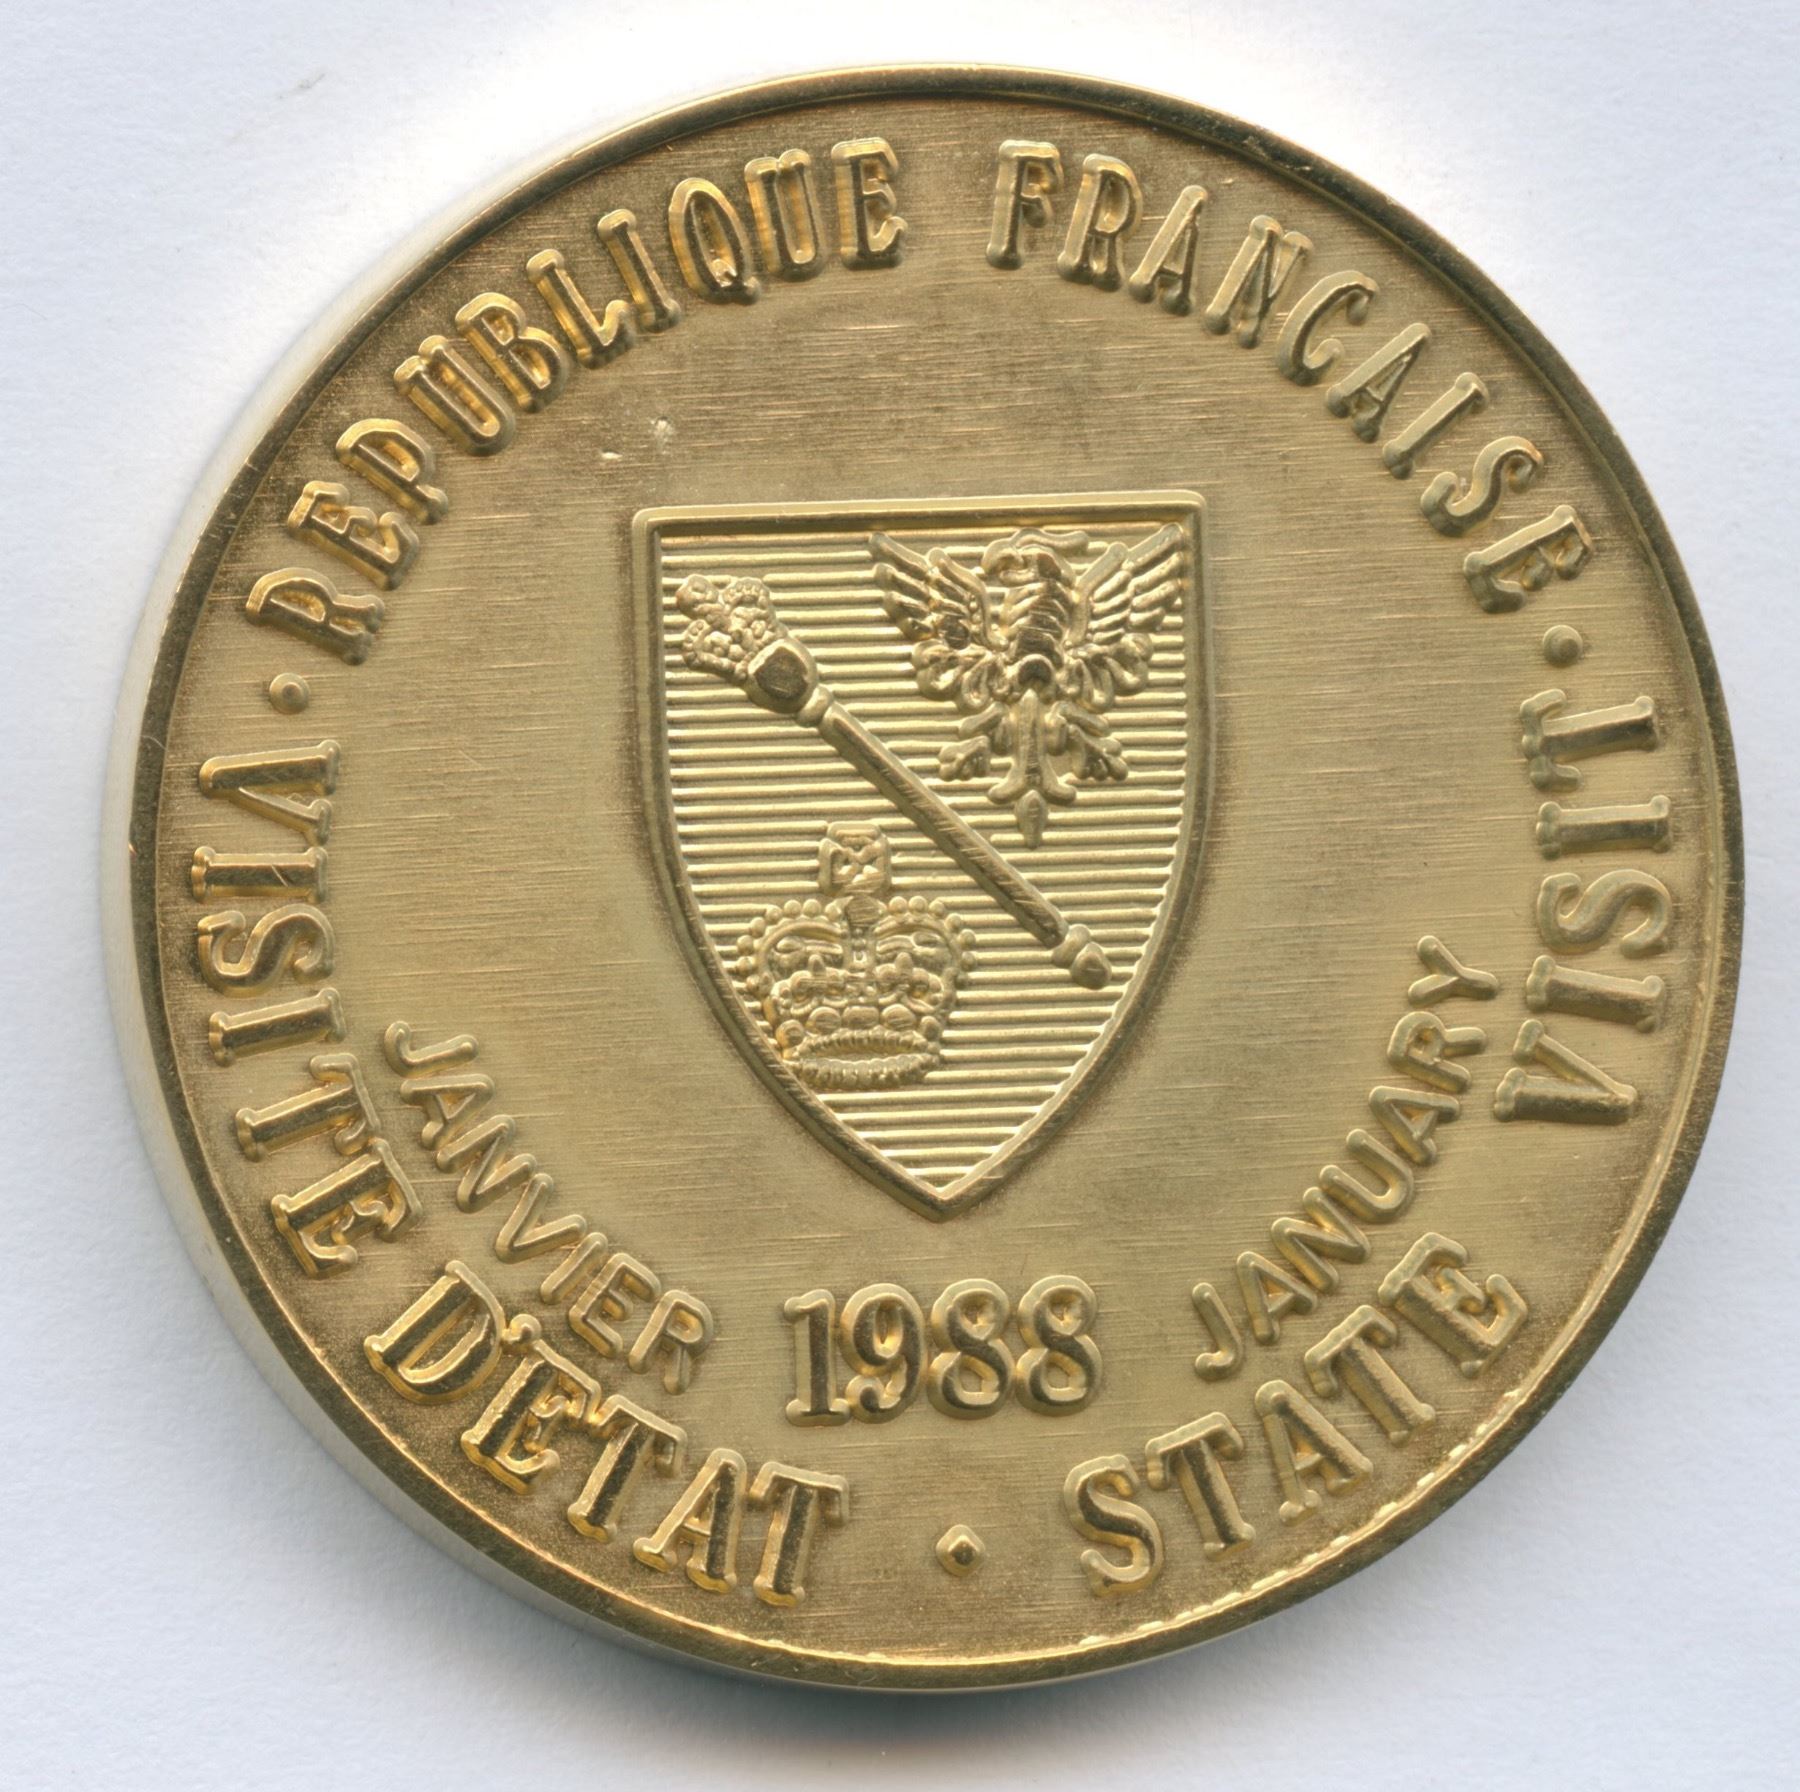 REPUBLIQUE FRANCAISE
VISITE D'ETAT · STATE VISIT
JANVIER 1988 JANUARY